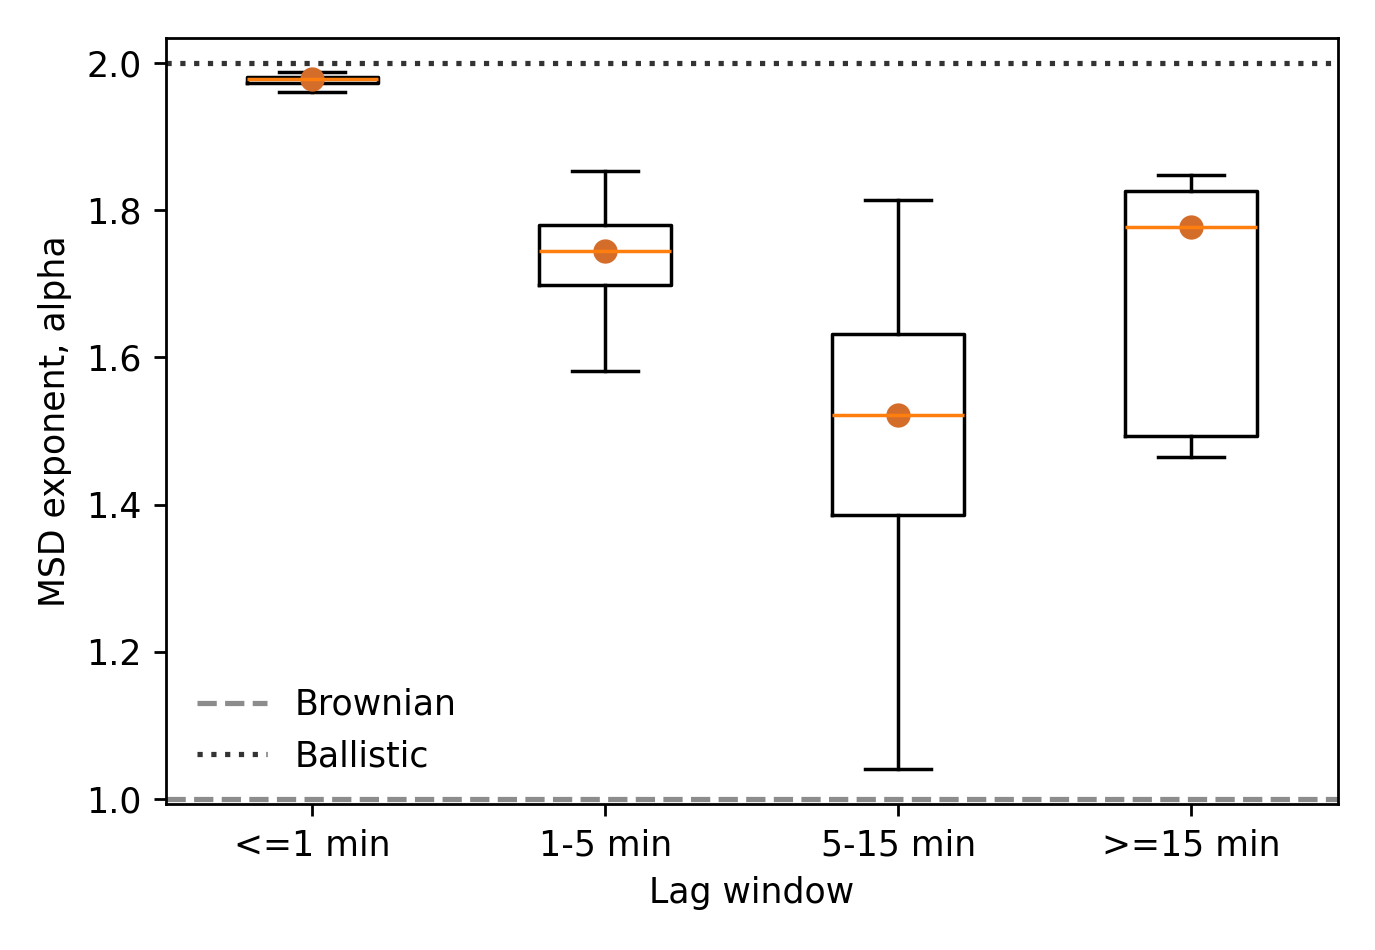 MSD exponent, alpha
2.0
1.8
1.6
1.4
1.2
1.0
Brownian
Ballistic
<=1 min
1-5 min
5-15 min
>=15 min
Lag window